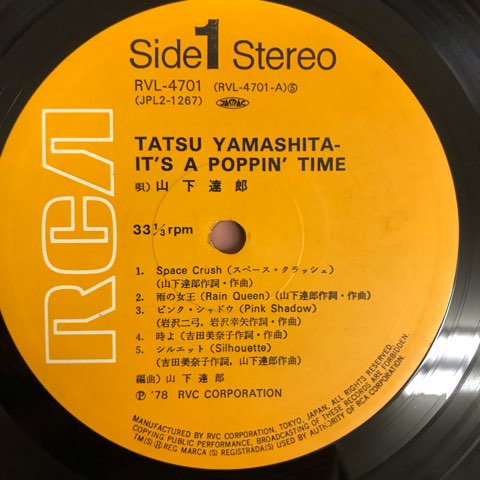 Side 1 Stereo
RVL-4701 (RVL-4701-A) Ⓢ
(JPL2-1267) JASRAC
TATSU YAMASHITA-
IT'S A POPPIN' TIME
唄) 山下達郎
33 1/3 rpm
1. Space Crush (スペース・クラッシュ)
(山下達郎作詞・作曲)
2. 雨の女王 (Rain Queen) (山下達郎作詞・作曲)
3. ピンク・シャドウ (Pink Shadow)
(岩沢二弓, 岩沢幸矢作詞・作曲)
4. 時よ (吉田美奈子作詞・作曲)
5. シルエット (Silhouette)
(吉田美奈子作詞, 山下達郎作曲)
編曲) 山下達郎
Ⓟ '78 RVC CORPORATION
RCA
MANUFACTURED BY RVC CORPORATION, TOKYO, JAPAN, ALL RIGHTS RESERVED,
COPYING PUBLIC PERFORMANCE, BROADCASTING OF THESE RECORDS ARE FORBIDDEN.
TM(S) ® REG MARCA (S) REGISTRADA(S) USED BY AUTHORITY OF RCA CORPORATION